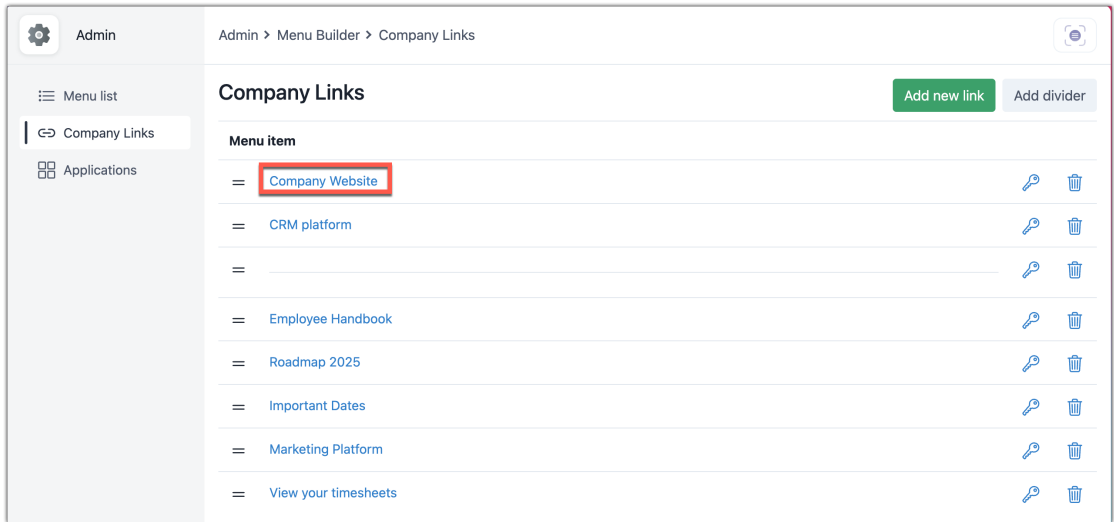 Admin
Admin > Menu Builder > Company Links
Menu list
Company Links
Applications
Company Links
Add new link
Add divider
Menu item
Company Website
CRM platform
Employee Handbook
Roadmap 2025
Important Dates
Marketing Platform
View your timesheets